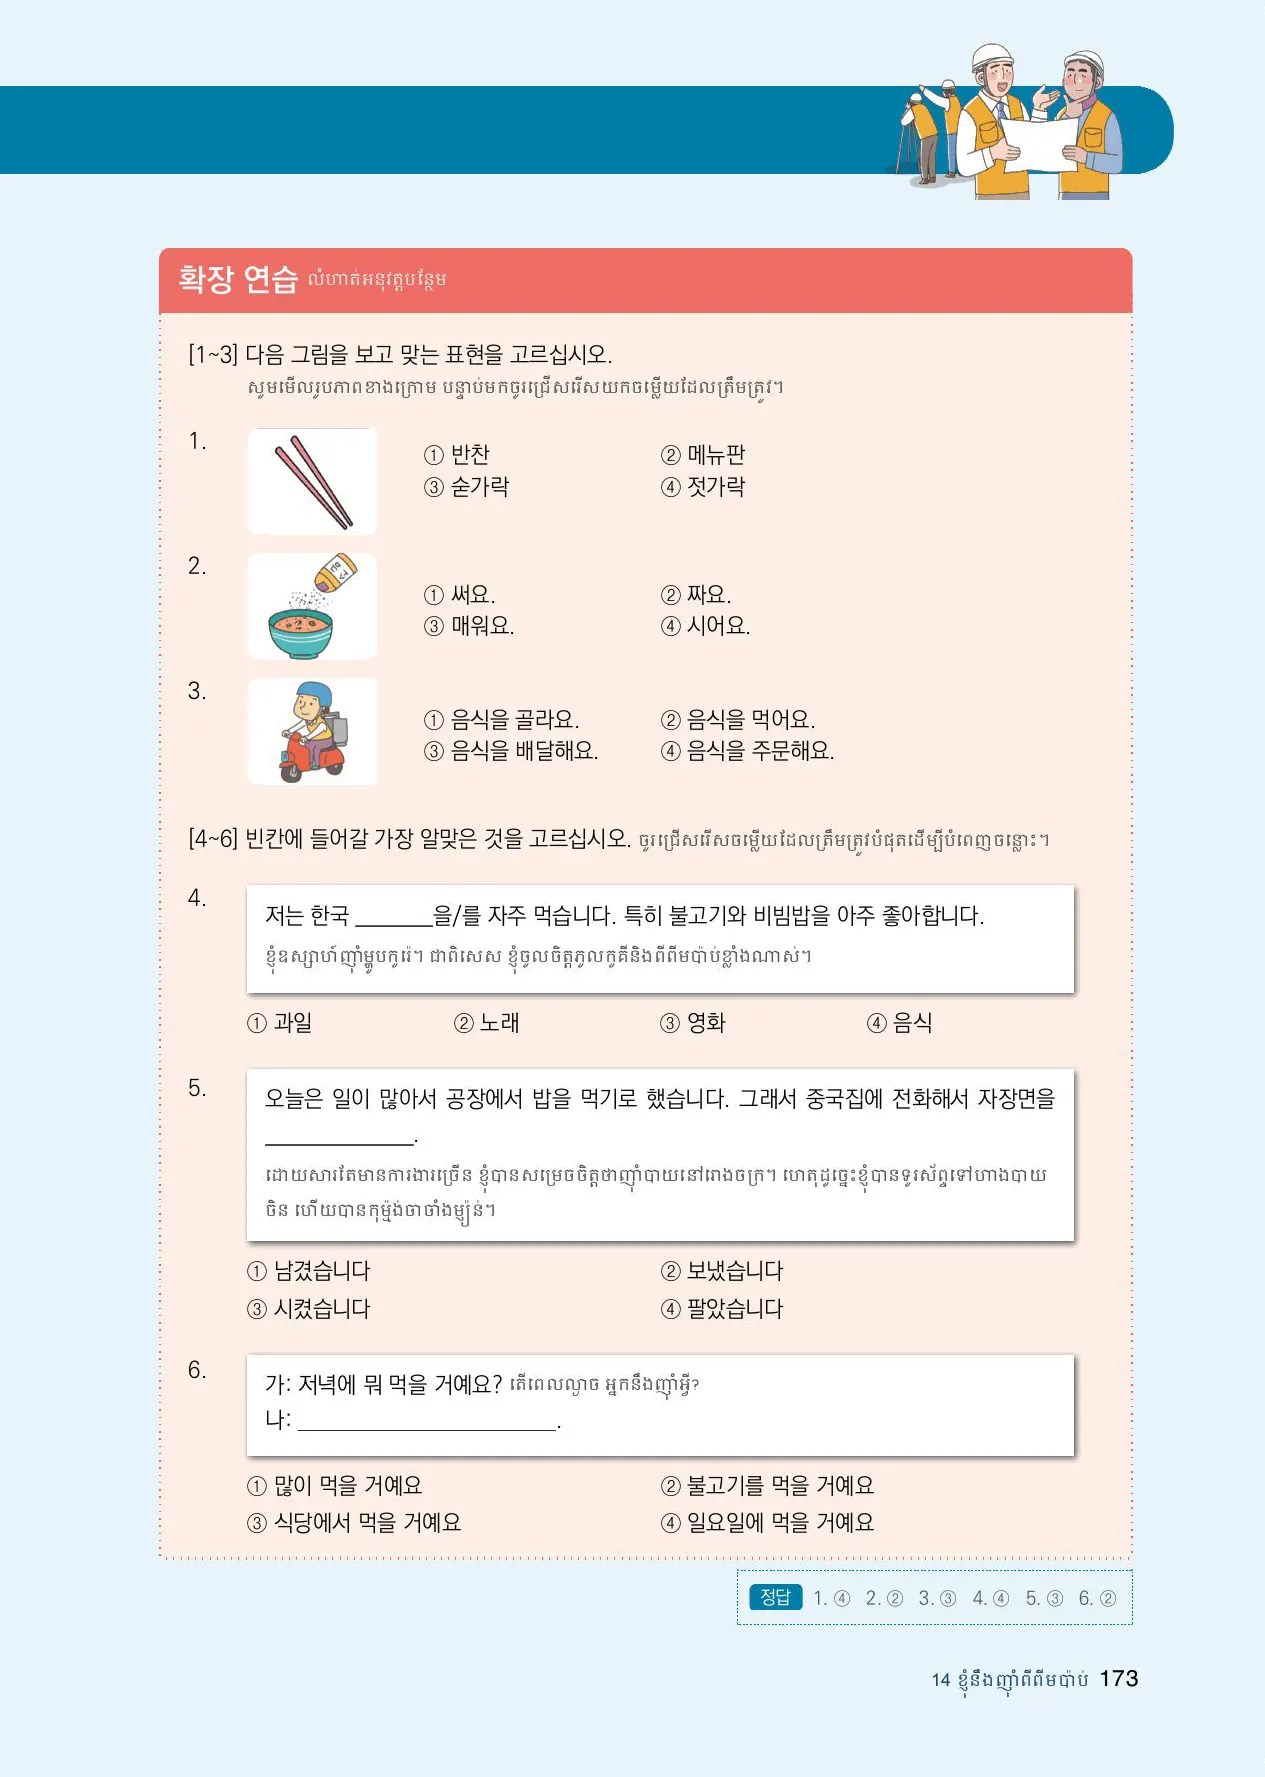 확장 연습 លំហាត់អនុវត្តបន្ថែម
[1~3] 다음 그림을 보고 맞는 표현을 고르십시오.
សូមមើលរូបភាពខាងក្រោម បន្ទាប់មកចូរជ្រើសរើសយកចម្លើយដែលត្រឹមត្រូវ។
1.
① 반찬 ② 메뉴판
③ 숟가락 ④ 젓가락
2.
소금
① 써요. ② 짜요.
③ 매워요. ④ 시어요.
3.
① 음식을 골라요. ② 음식을 먹어요.
③ 음식을 배달해요. ④ 음식을 주문해요.
[4~6] 빈칸에 들어갈 가장 알맞은 것을 고르십시오. ចូរជ្រើសរើសចម្លើយដែលត្រឹមត្រូវបំផុតដើម្បីបំពេញចន្លោះ។
4.
저는 한국 _______을/를 자주 먹습니다. 특히 불고기와 비빔밥을 아주 좋아합니다.
ខ្ញុំឧស្សាហ៍ញ៉ាំម្ហូបកូរ៉េ។ ជាពិសេស ខ្ញុំចូលចិត្តភូលកូគីនិងពីពីមប៉ាប់ខ្លាំងណាស់។
① 과일 ② 노래 ③ 영화 ④ 음식
5.
오늘은 일이 많아서 공장에서 밥을 먹기로 했습니다. 그래서 중국집에 전화해서 자장면을
_____________.
ដោយសារតែមានការងារច្រើន ខ្ញុំបានសម្រេចចិត្តថាញ៉ាំបាយនៅរោងចក្រ។ ហេតុដូច្នេះខ្ញុំបានទូរស័ព្ទទៅហាងបាយ
ចិន ហើយបានកុម្ម៉ង់ចាចាំងម្យ៉ុន។
① 남겼습니다 ② 보냈습니다
③ 시켰습니다 ④ 팔았습니다
6.
가: 저녁에 뭐 먹을 거예요? តើពេលល្ងាច អ្នកនឹងញ៉ាំអ្វី?
나: _______________________.
① 많이 먹을 거예요 ② 불고기를 먹을 거예요
③ 식당에서 먹을 거예요 ④ 일요일에 먹을 거예요
정답 1. ④ 2. ② 3. ③ 4. ④ 5. ③ 6. ②
14 ខ្ញុំនឹងញ៉ាំពីពីមប៉ាប់ 173